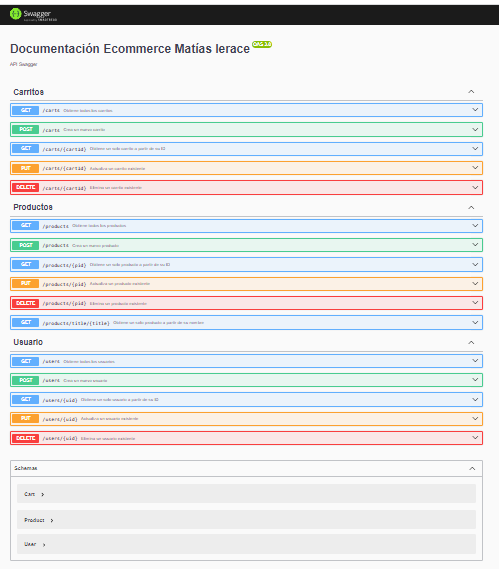 Swagger
Documentación Ecommerce Matías Ierace OAS 3.0
API Swagger
Carritos
GET /carts Obtiene todos los carritos
POST /carts Crea un nuevo carrito
GET /carts/{cartid} Obtiene un solo carrito a partir de su ID
PUT /carts/{cartid} Actualiza un carrito existente
DELETE /carts/{cartid} Elimina un carrito existente
Productos
GET /products Obtiene todos los productos
POST /products Crea un nuevo producto
GET /products/{pid} Obtiene un solo producto a partir de su ID
PUT /products/{pid} Actualiza un producto existente
DELETE /products/{pid} Elimina un producto existente
GET /products/title/{title} Obtiene un solo producto a partir de su nombre
Usuario
GET /users Obtiene todos los usuarios
POST /users Crea un nuevo usuario
GET /users/{uid} Obtiene un solo usuario a partir de su ID
PUT /users/{uid} Actualiza un usuario existente
DELETE /users/{uid} Elimina un usuario existente
Schemas
Cart
Product
User